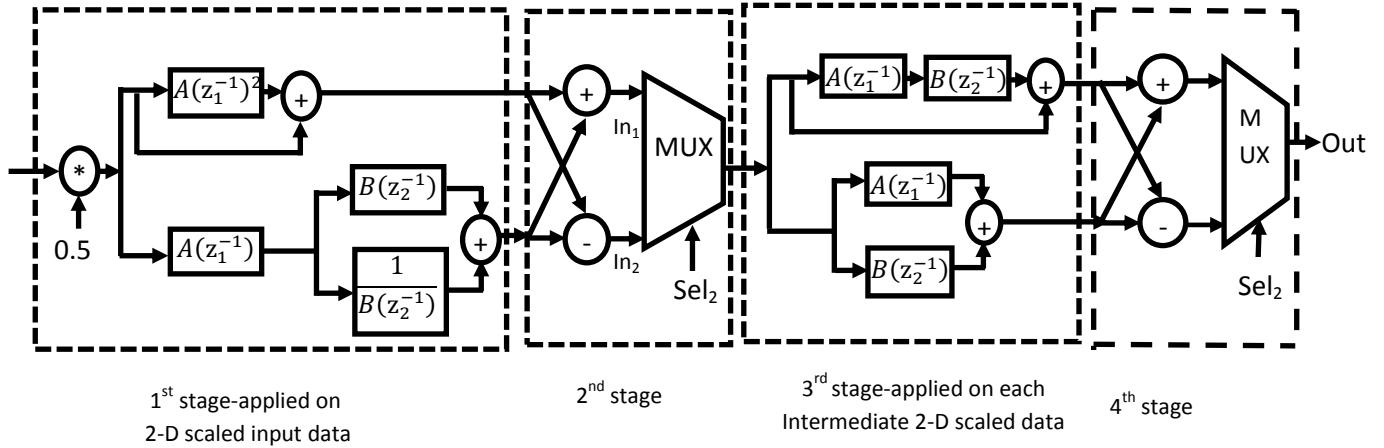 *
0.5
A(z₁⁻¹)²
+
A(z₁⁻¹)
B(z₂⁻¹)
1
B(z₂⁻¹)
+
+
-
In₁
In₂
MUX
Sel₂
A(z₁⁻¹)
B(z₂⁻¹)
+
A(z₁⁻¹)
B(z₂⁻¹)
+
+
-
M
UX
Sel₂
Out
1ˢᵗ stage-applied on
2-D scaled input data
2ⁿᵈ stage
3ʳᵈ stage-applied on each
Intermediate 2-D scaled data
4ᵗʰ stage